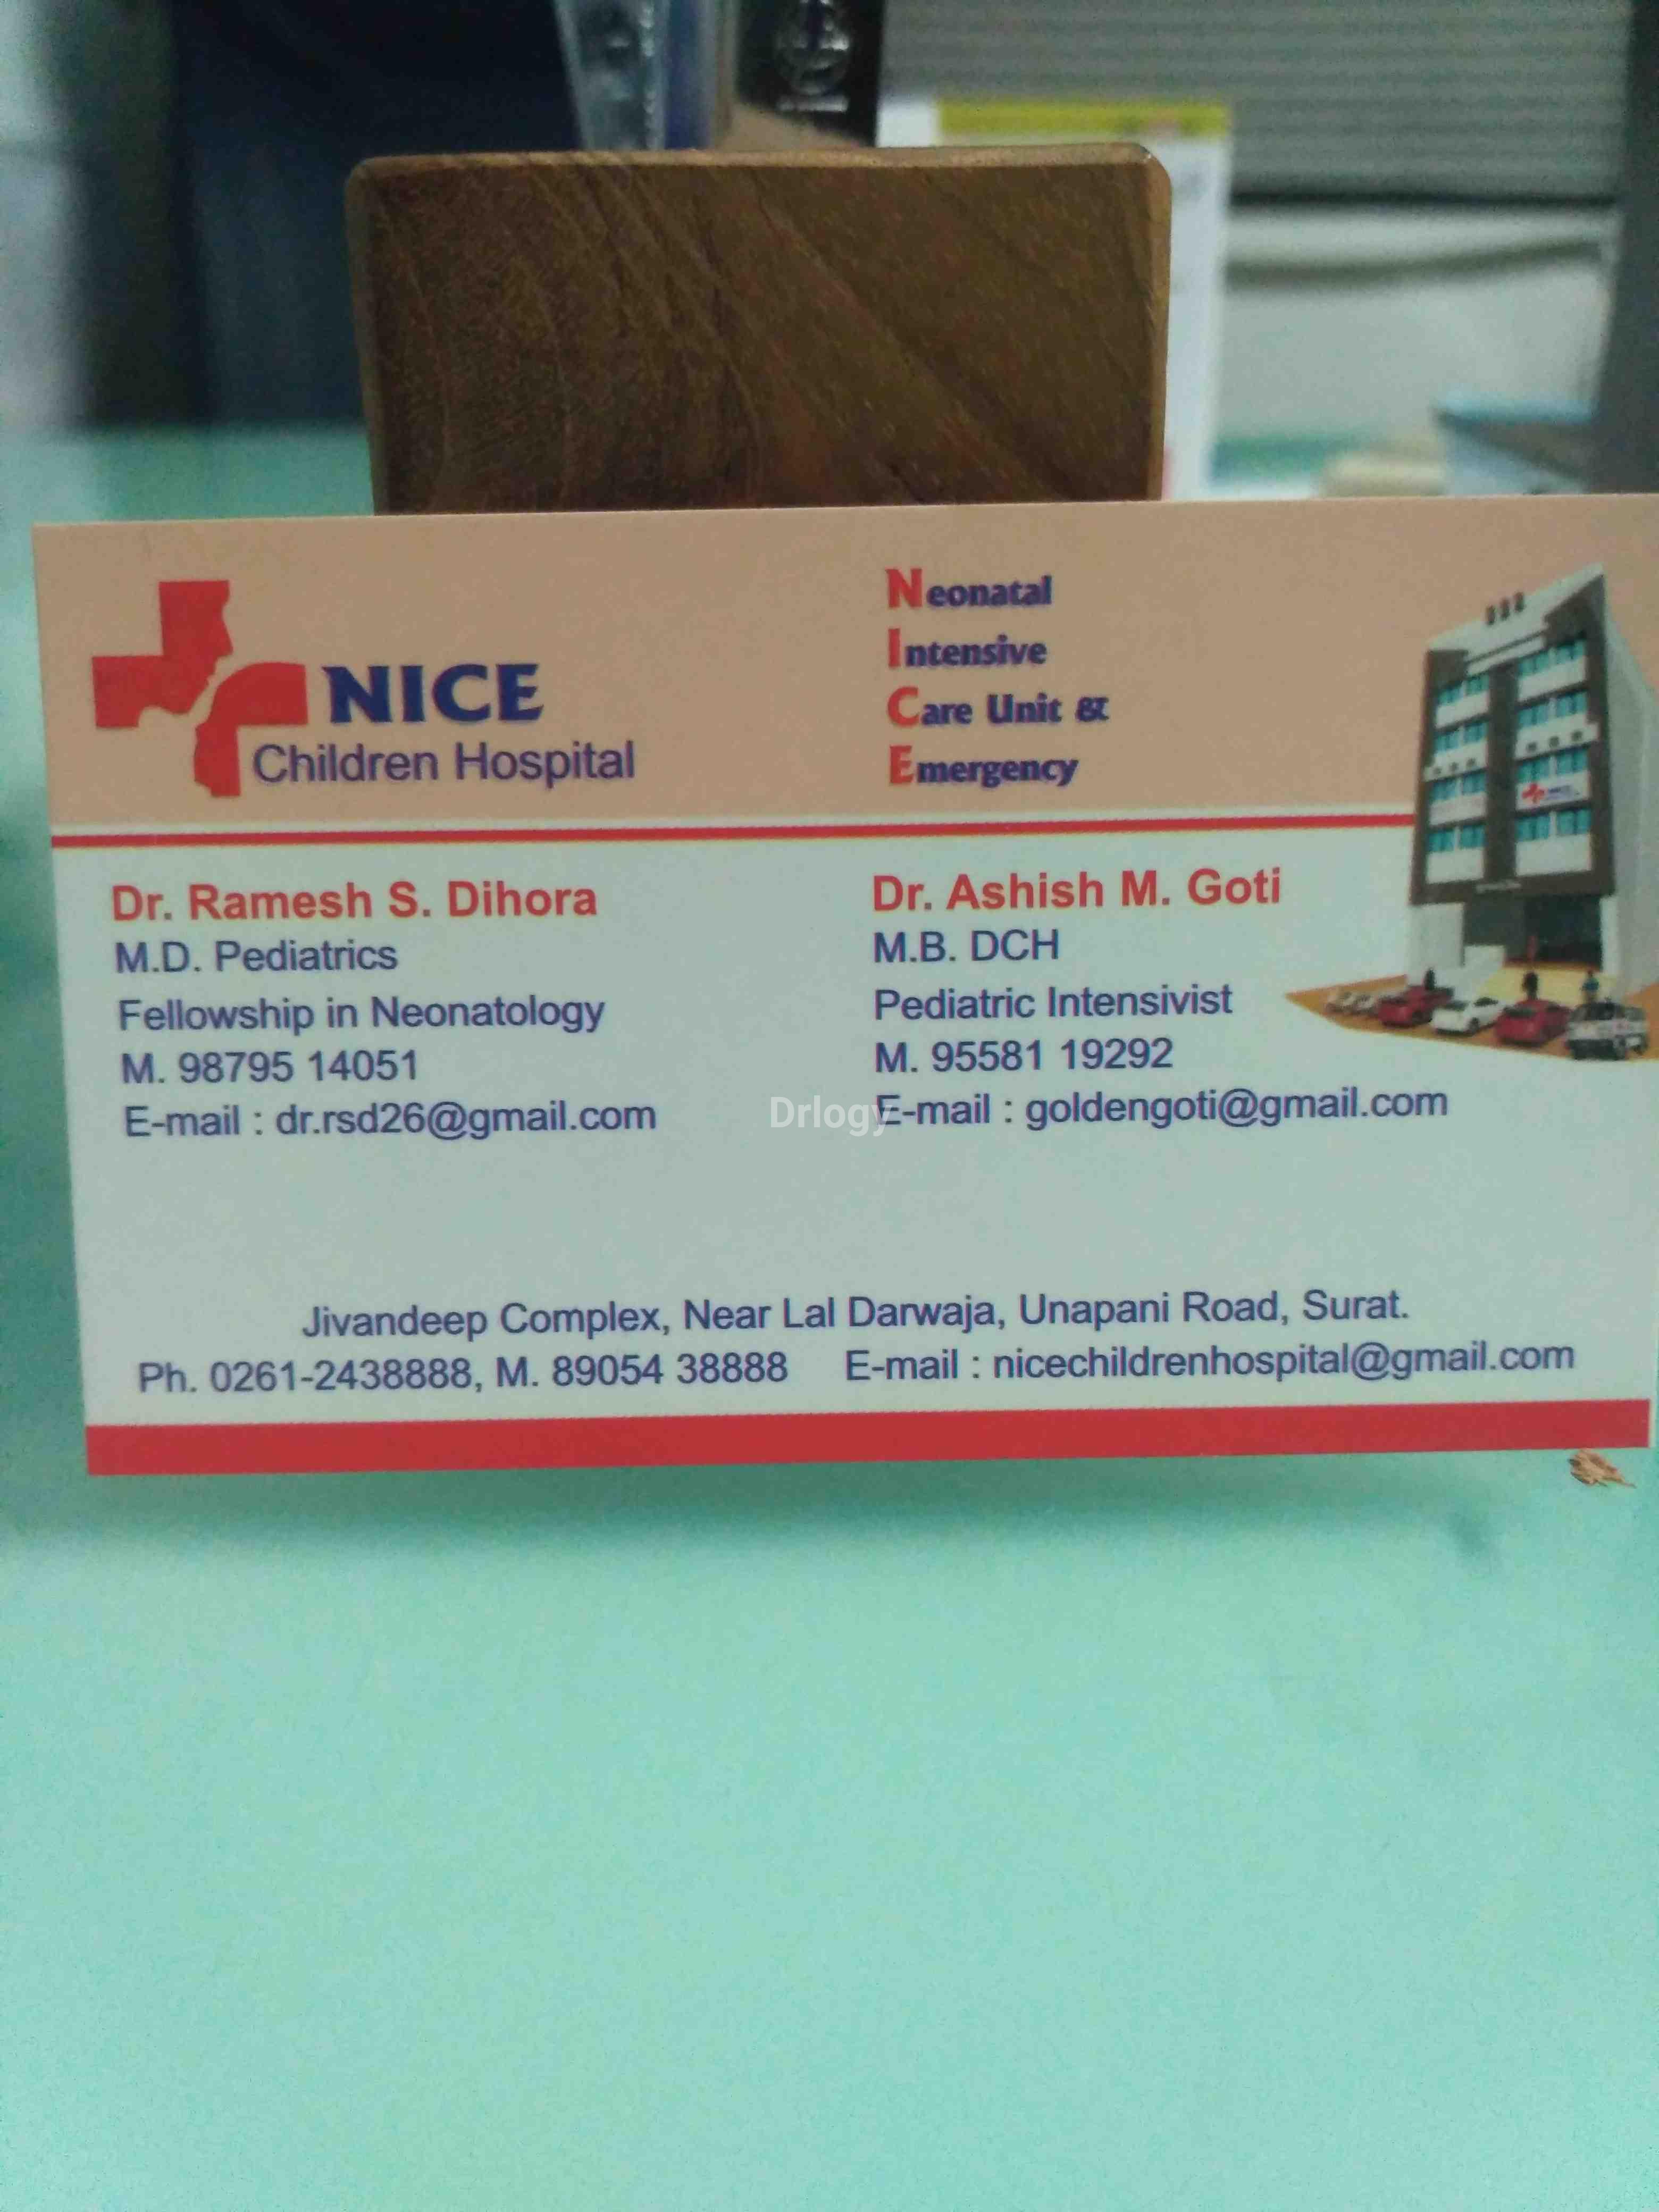 NICE
Children Hospital
Neonatal
Intensive
Care Unit &
Emergency
Dr. Ramesh S. Dihora
M.D. Pediatrics
Fellowship in Neonatology
M. 98795 14051
E-mail : dr.rsd26@gmail.com
Dr. Ashish M. Goti
M.B. DCH
Pediatric Intensivist
M. 95581 19292
E-mail : goldengoti@gmail.com
Drlogy
Jivandeep Complex, Near Lal Darwaja, Unapani Road, Surat.
Ph. 0261-2438888, M. 89054 38888 E-mail : nicechildrenhospital@gmail.com